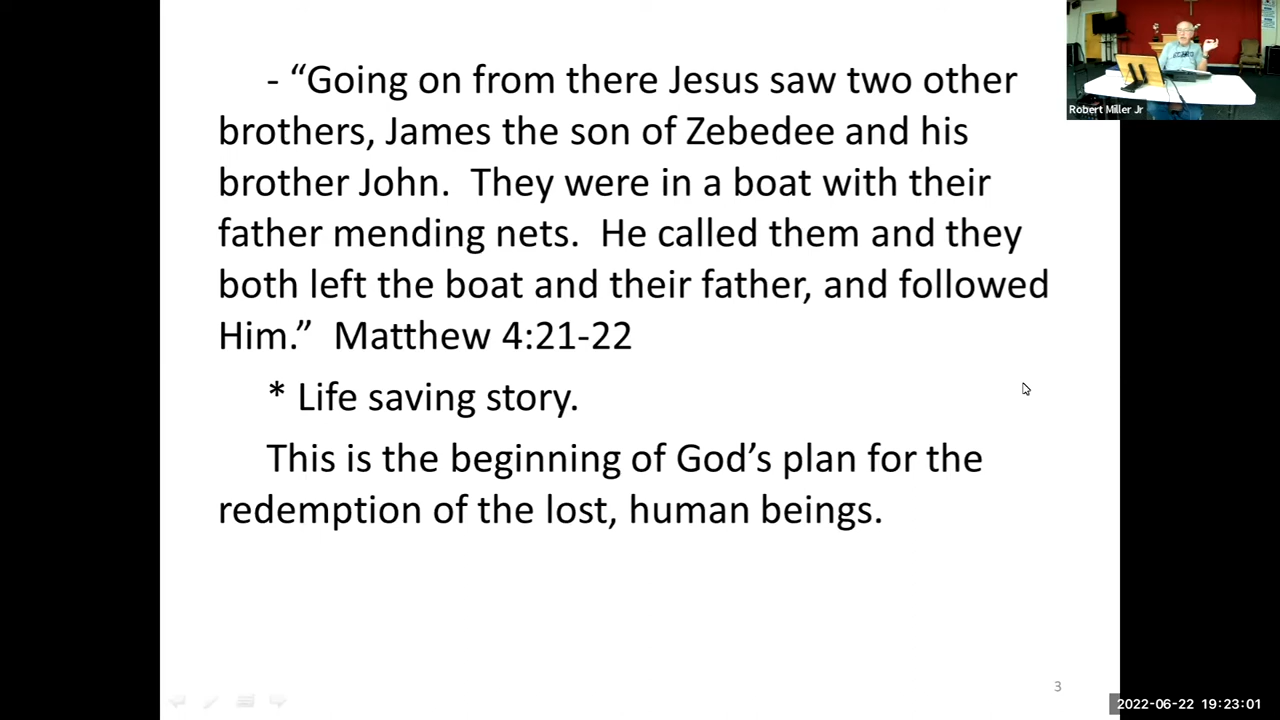 - “Going on from there Jesus saw two other
brothers, James the son of Zebedee and his
brother John.  They were in a boat with their
father mending nets.  He called them and they
both left the boat and their father, and followed
Him.”  Matthew 4:21-22
* Life saving story.
This is the beginning of God’s plan for the
redemption of the lost, human beings.
3
Robert Miller Jr
2022-06-22 19:23:01